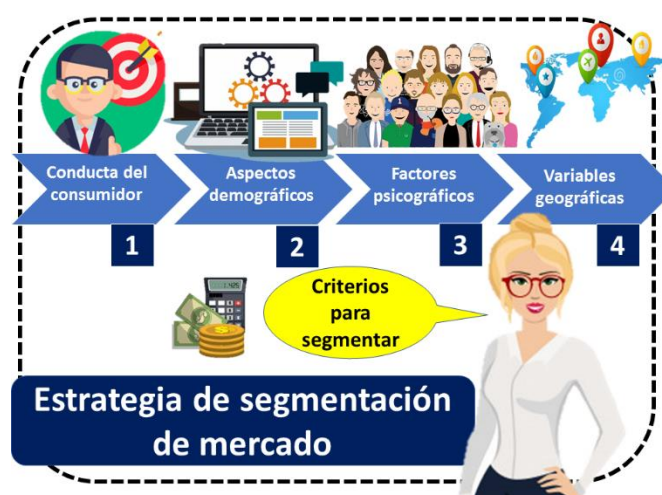 Conducta del
consumidor
Aspectos
demográficos
Factores
psicográficos
Variables
geográficas
1
2
3
4
Criterios
para
segmentar
Estrategia de segmentación
de mercado